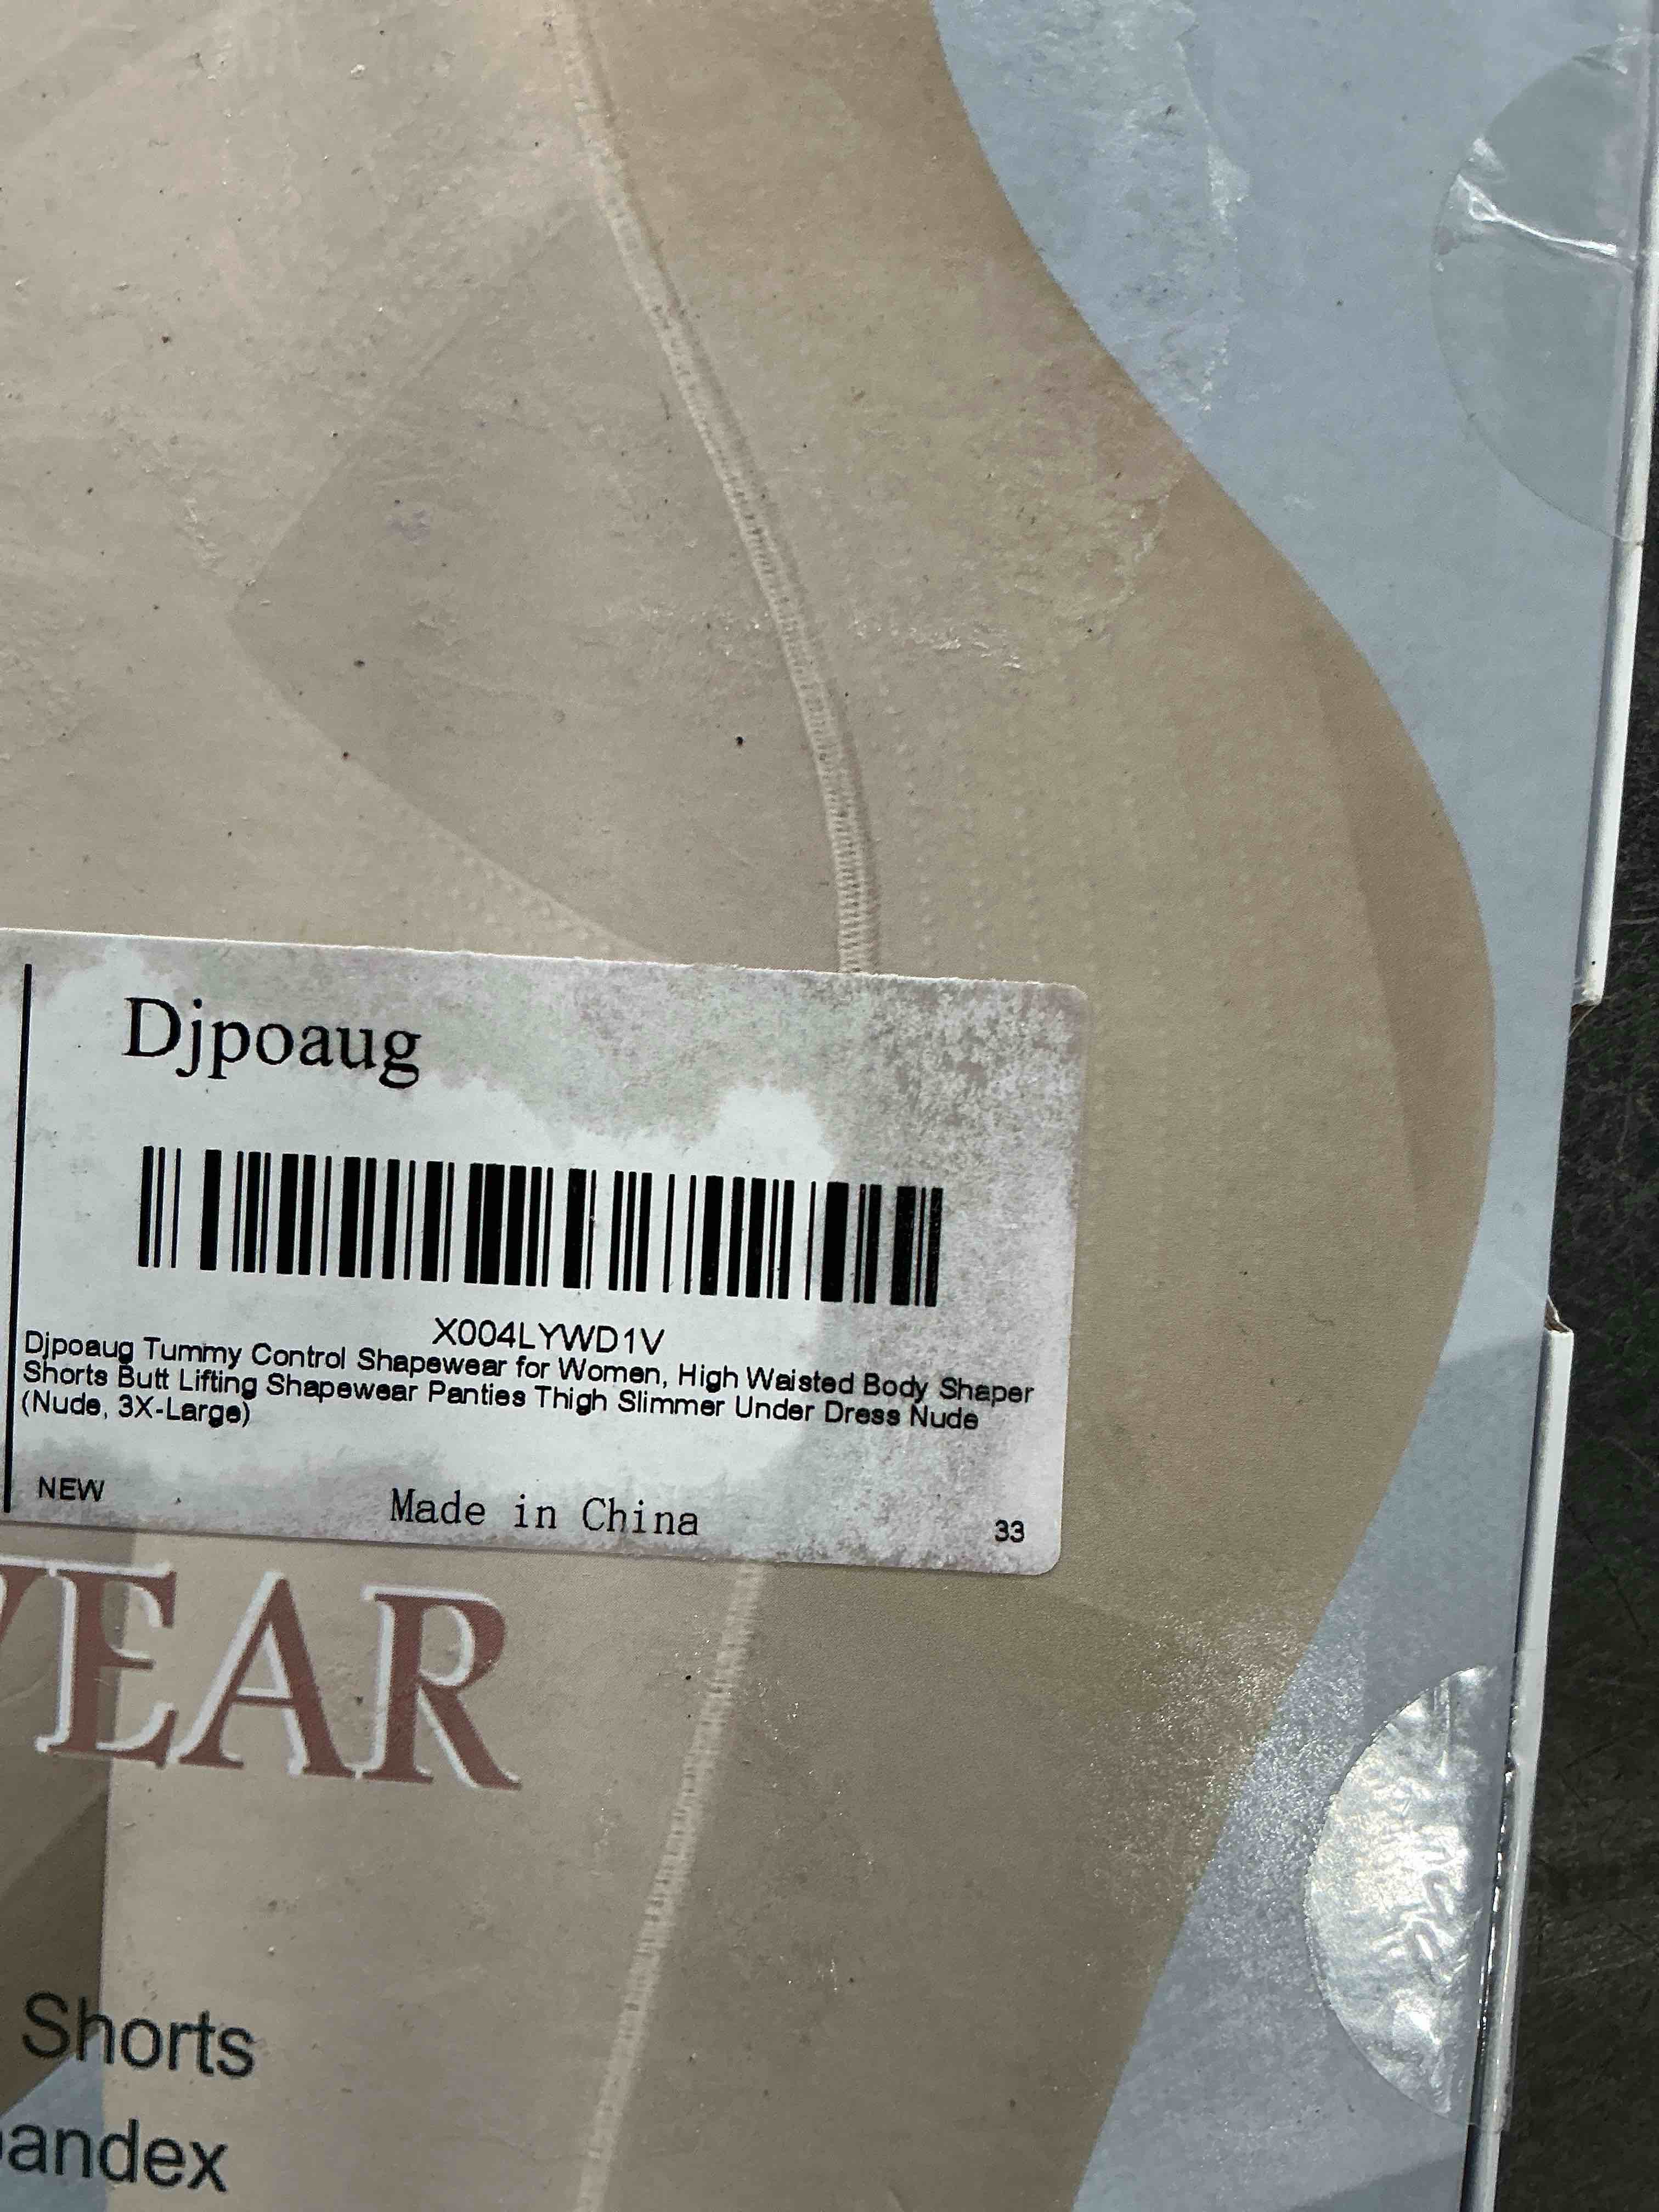 Djpoaug
X004LYWD1V
Djpoaug Tummy Control Shapewear for Women, High Waisted Body Shaper
Shorts Butt Lifting Shapewear Panties Thigh Slimmer Under Dress Nude
(Nude, 3X-Large)
NEW
Made in China
33
EAR
Shorts
andex